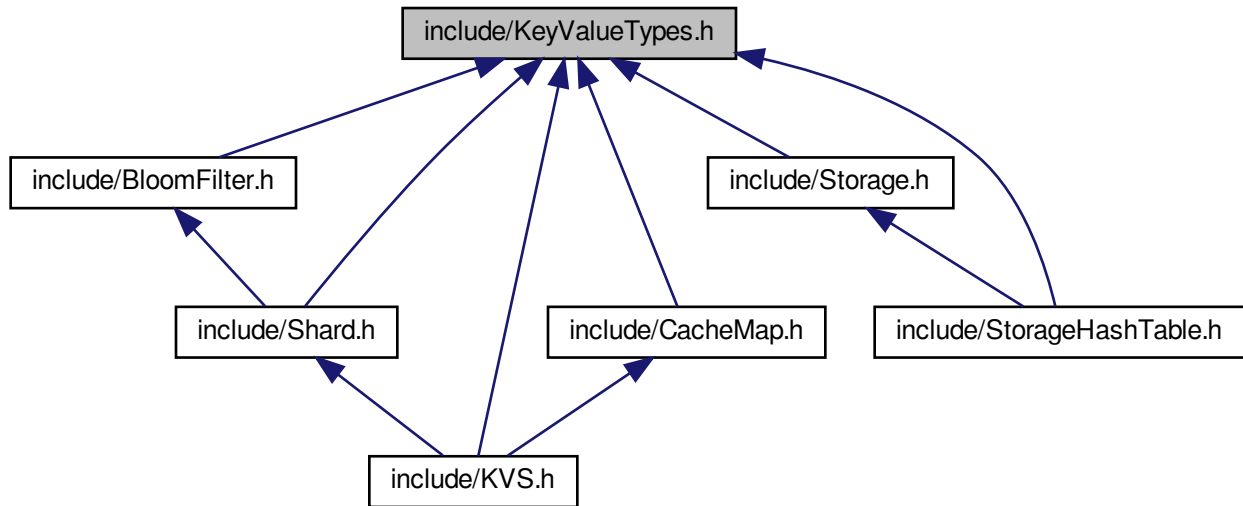 include/KeyValueTypes.h
include/BloomFilter.h
include/Storage.h
include/Shard.h
include/CacheMap.h
include/StorageHashTable.h
include/KVS.h